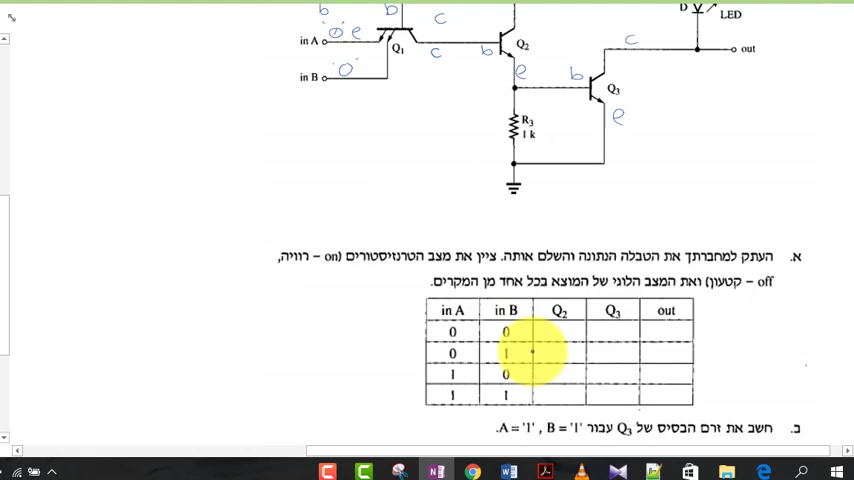 b b c D LED
in A "0" e Q₁ c b Q₂ c out
in B "0" e b Q₃
e
R₃
1 k
א. העתק למחברתך את הטבלה הנתונה והשלם אותה. ציין את מצב הטרנזיסטורים (on – רוויה,
off – קטעון) ואת המצב הלוגי של המוצא בכל אחד מן המקרים.
in A in B Q₂ Q₃ out
0 0
0 1
1 0
1 1
ב. חשב את זרם הבסיס של Q₃ עבור A = '1' , B = '1'.